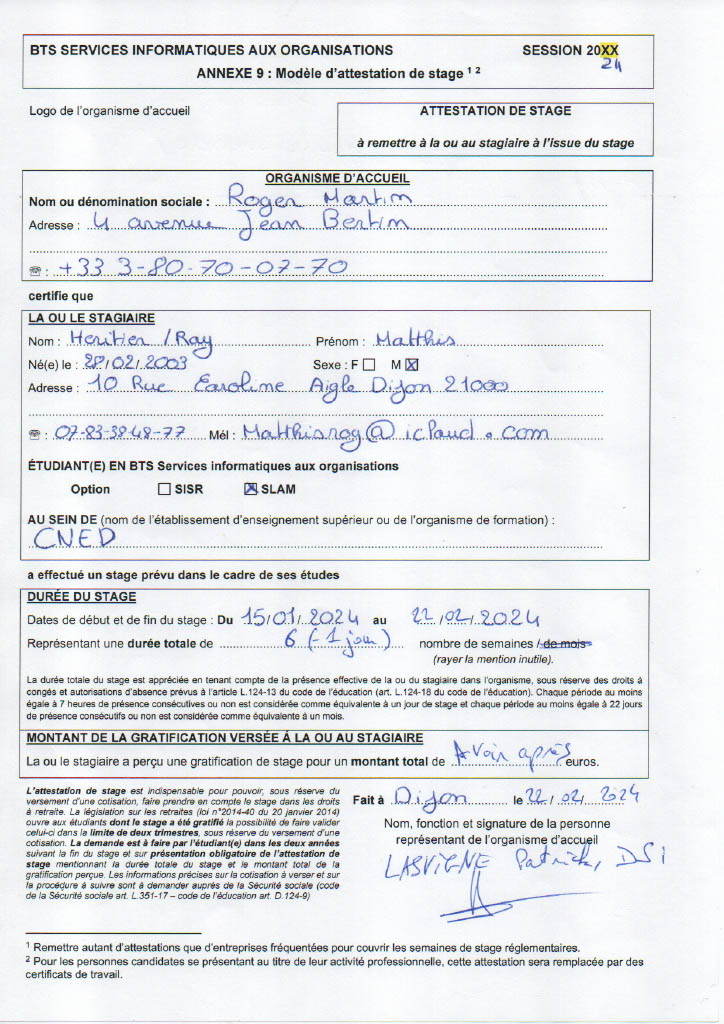 BTS SERVICES INFORMATIQUES AUX ORGANISATIONS SESSION 20XX
24
ANNEXE 9 : Modèle d'attestation de stage 1 2
Logo de l'organisme d'accueil
ATTESTATION DE STAGE
à remettre à la ou au stagiaire à l'issue du stage
ORGANISME D'ACCUEIL
Nom ou dénomination sociale : Roger Martin
Adresse : 4 avenue Jean Bertin
☎ : +33 3-80-70-07-70
certifie que
LA OU LE STAGIAIRE
Nom : Heritier / Ray Prénom : Matthis
Né(e) le : 28/02/2003 Sexe : F ☐ M ☒
Adresse : 10 Rue Caroline Aigle Dijon 21000
☎ : 07-83-38-48-77 Mél : Matthisray@icloud.com
ÉTUDIANT(E) EN BTS Services informatiques aux organisations
Option ☐ SISR ☒ SLAM
AU SEIN DE (nom de l'établissement d'enseignement supérieur ou de l'organisme de formation) :
CNED
a effectué un stage prévu dans le cadre de ses études
DURÉE DU STAGE
Dates de début et de fin du stage : Du 15/01/2024 au 22/02/2024
Représentant une durée totale de 6 (-1 jour) nombre de semaines / de mois
(rayer la mention inutile).
La durée totale du stage est appréciée en tenant compte de la présence effective de la ou du stagiaire dans l'organisme, sous réserve des droits à
congés et autorisations d'absence prévus à l'article L.124-13 du code de l'éducation (art. L.124-18 du code de l'éducation). Chaque période au moins
égale à 7 heures de présence consécutives ou non est considérée comme équivalente à un jour de stage et chaque période au moins égale à 22 jours
de présence consécutifs ou non est considérée comme équivalente à un mois.
MONTANT DE LA GRATIFICATION VERSÉE À LA OU AU STAGIAIRE
La ou le stagiaire a perçu une gratification de stage pour un montant total de A voir après euros.
L'attestation de stage est indispensable pour pouvoir, sous réserve du
versement d'une cotisation, faire prendre en compte le stage dans les droits
à retraite. La législation sur les retraites (loi n°2014-40 du 20 janvier 2014)
ouvre aux étudiants dont le stage a été gratifié la possibilité de faire valider
celui-ci dans la limite de deux trimestres, sous réserve du versement d'une
cotisation. La demande est à faire par l'étudiant(e) dans les deux années
suivant la fin du stage et sur présentation obligatoire de l'attestation de
stage mentionnant la durée totale du stage et le montant total de la
gratification perçue. Les informations précises sur la cotisation à verser et sur
la procédure à suivre sont à demander auprès de la Sécurité sociale (code
de la Sécurité sociale art. L.351-17 – code de l'éducation art. D.124-9)
Fait à Dijon le 22/02/2024
Nom, fonction et signature de la personne
représentant de l'organisme d'accueil
LASVIGNE Patrick, DSI
1 Remettre autant d'attestations que d'entreprises fréquentées pour couvrir les semaines de stage réglementaires.
2 Pour les personnes candidates se présentant au titre de leur activité professionnelle, cette attestation sera remplacée par des
certificats de travail.